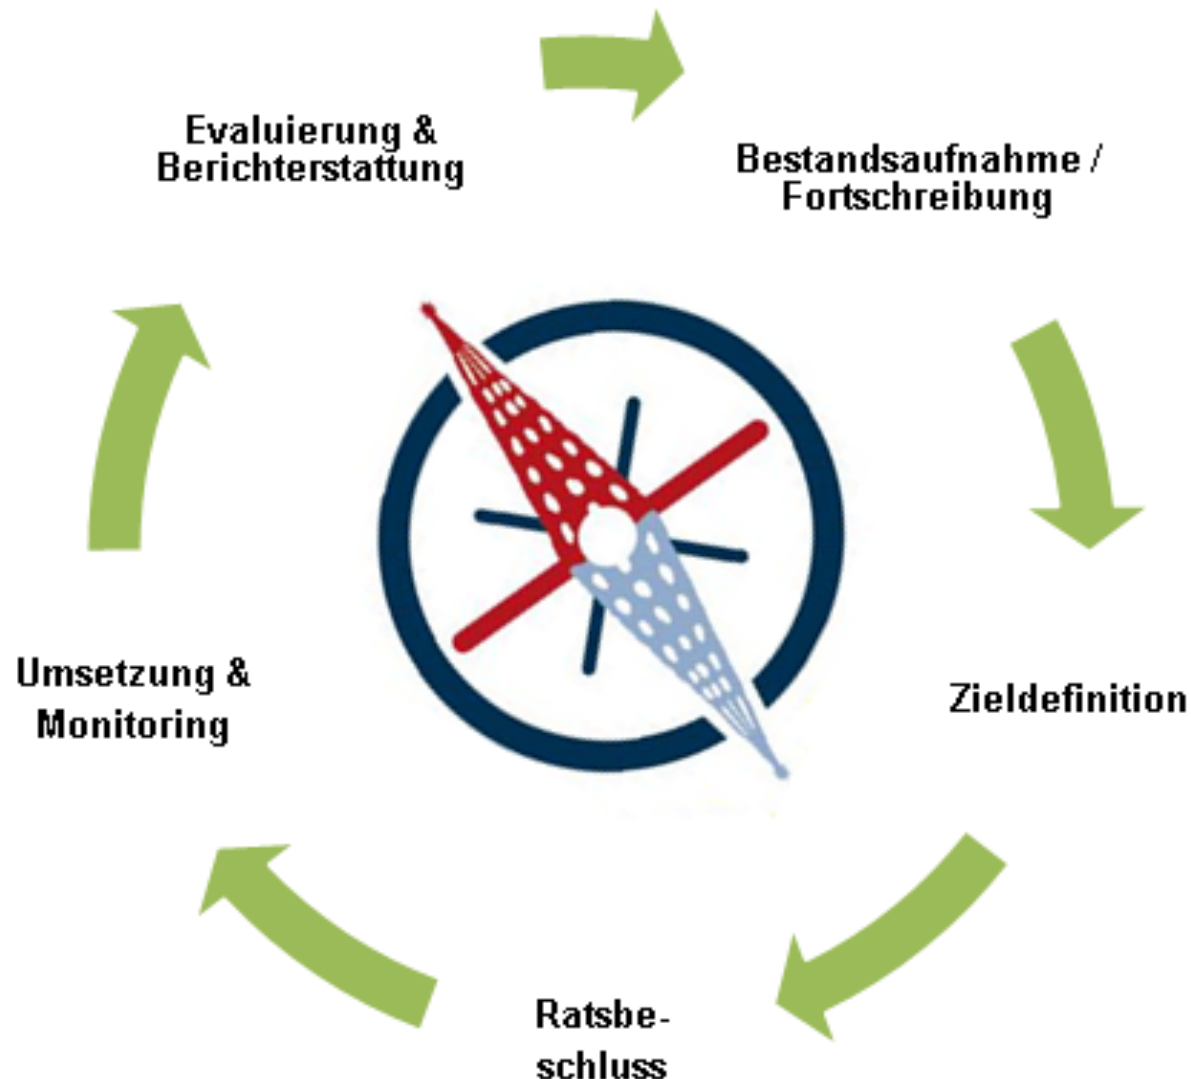 Evaluierung &
Berichterstattung
Bestandsaufnahme /
Fortschreibung
Zieldefinition
Ratsbe-
schluss
Umsetzung &
Monitoring